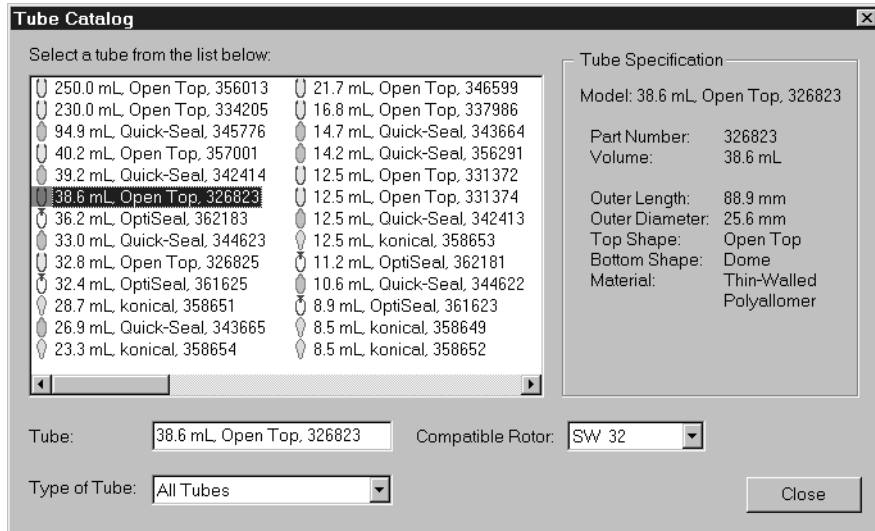 Tube Catalog
Select a tube from the list below:
250.0 mL, Open Top, 356013
230.0 mL, Open Top, 334205
94.9 mL, Quick-Seal, 345776
40.2 mL, Open Top, 357001
39.2 mL, Quick-Seal, 342414
38.6 mL, Open Top, 326823
36.2 mL, OptiSeal, 362183
33.0 mL, Quick-Seal, 344623
32.8 mL, Open Top, 326825
32.4 mL, OptiSeal, 361625
28.7 mL, konical, 358651
26.9 mL, Quick-Seal, 343665
23.3 mL, konical, 358654
21.7 mL, Open Top, 346599
16.8 mL, Open Top, 337986
14.7 mL, Quick-Seal, 343664
14.2 mL, Quick-Seal, 356291
12.5 mL, Open Top, 331372
12.5 mL, Open Top, 331374
12.5 mL, Quick-Seal, 342413
12.5 mL, konical, 358653
11.2 mL, OptiSeal, 362181
10.6 mL, Quick-Seal, 344622
8.9 mL, OptiSeal, 361623
8.5 mL, konical, 358649
8.5 mL, konical, 358652
Tube Specification
Model: 38.6 mL, Open Top, 326823
Part Number: 326823
Volume: 38.6 mL
Outer Length: 88.9 mm
Outer Diameter: 25.6 mm
Top Shape: Open Top
Bottom Shape: Dome
Material: Thin-Walled
Polyallomer
Tube: 38.6 mL, Open Top, 326823
Compatible Rotor: SW 32
Type of Tube: All Tubes
Close